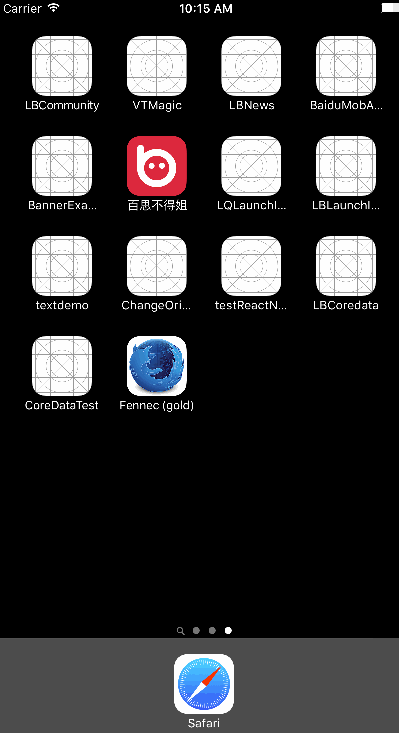 Carrier 10:15 AM
LBCommunity VTMagic LBNews BaiduMobA...
BannerExa... 百思不得姐 LQLaunchI... LBLaunchI...
textdemo ChangeOri... testReactN... LBCoredata
CoreDataTest Fennec (gold)
Safari